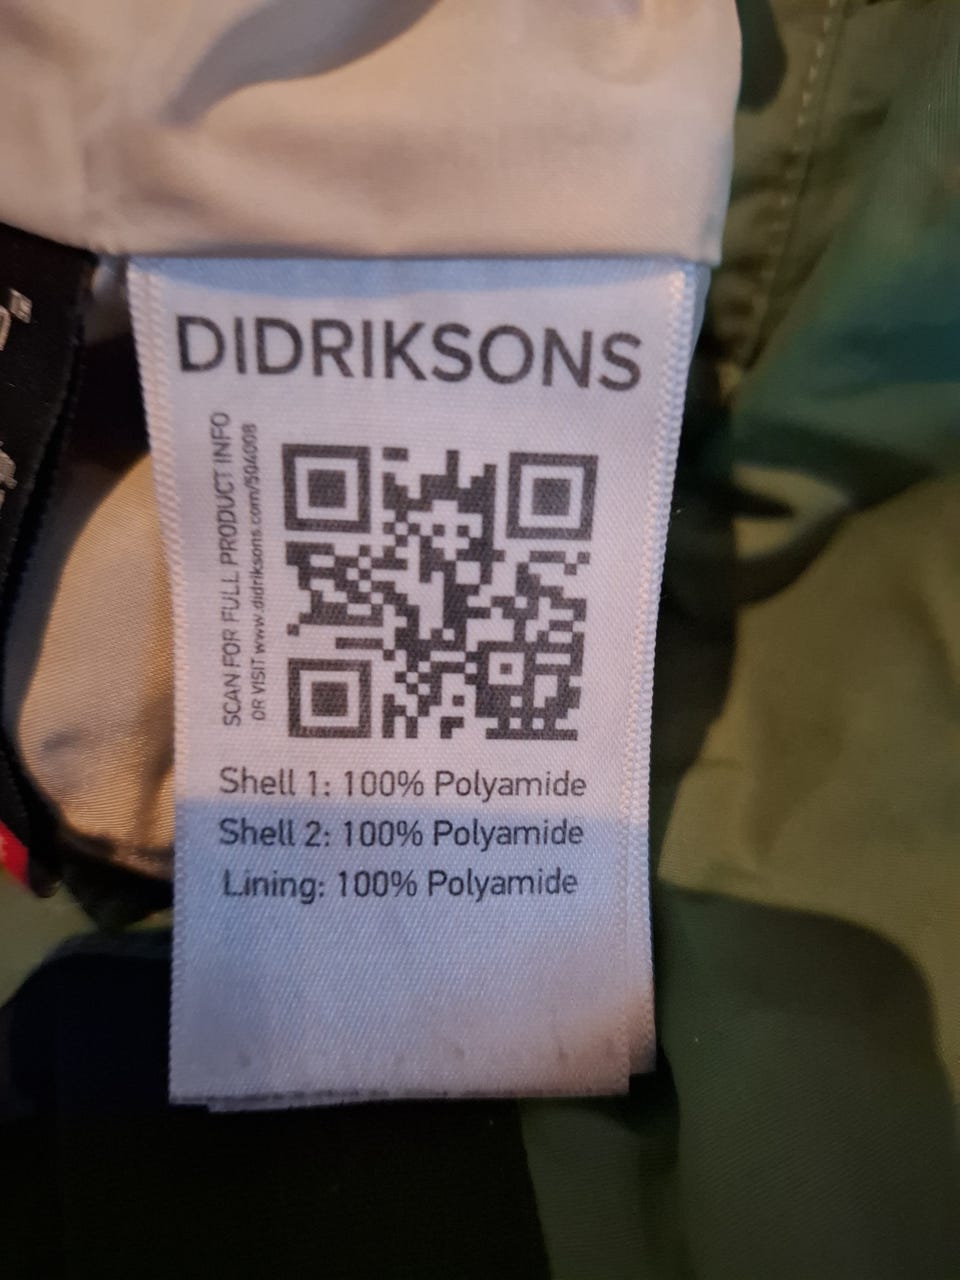 DIDRIKSONS
SCAN FOR FULL PRODUCT INFO
OR VISIT www.didriksons.com/504008
Shell 1: 100% Polyamide
Shell 2: 100% Polyamide
Lining: 100% Polyamide